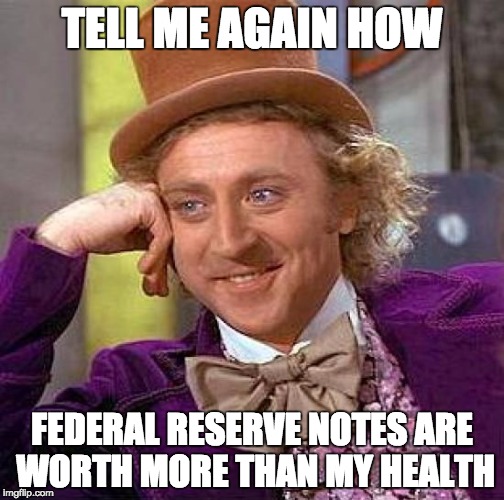 TELL ME AGAIN HOW
FEDERAL RESERVE NOTES ARE
WORTH MORE THAN MY HEALTH
imgflip.com